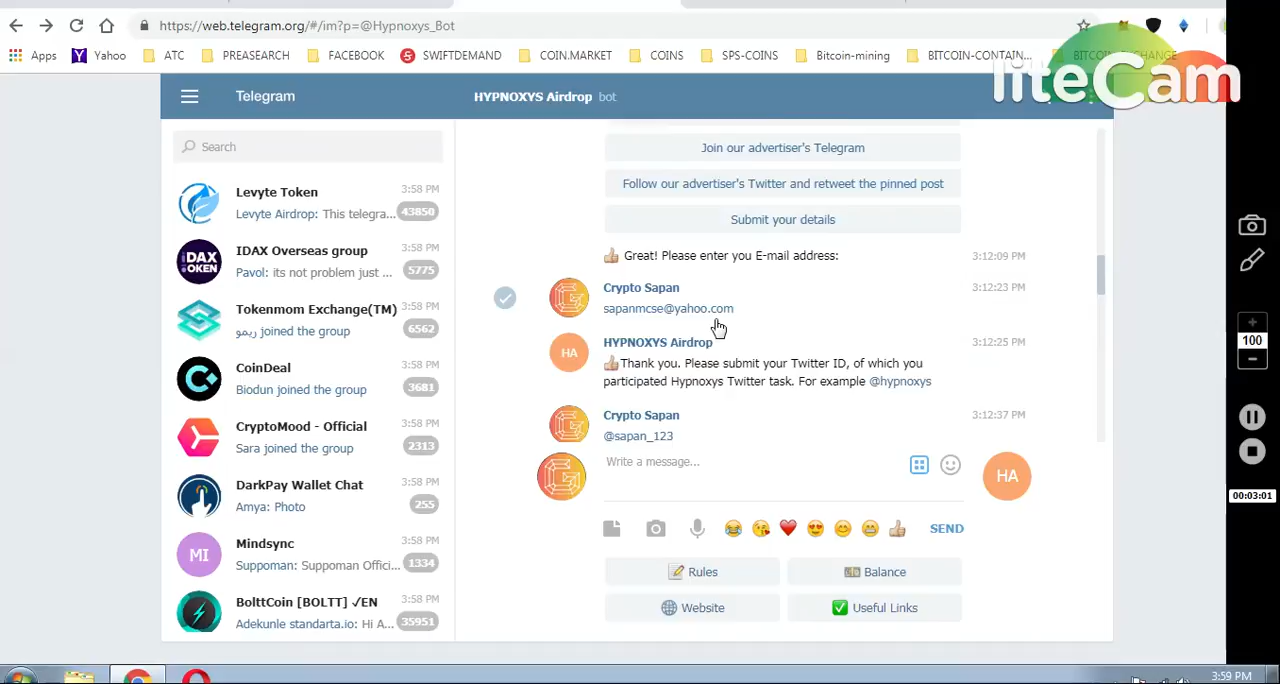 https://web.telegram.org/#/im?p=@Hypnoxys_Bot
Apps Yahoo ATC PREASEARCH FACEBOOK SWIFTDEMAND COIN.MARKET COINS SPS-COINS Bitcoin-mining BITCOIN-CONTAIN... BITCOIN_EXCHANGE
liteCam
Telegram
HYPNOXYS Airdrop bot
Search
Levyte Token 3:58 PM
Levyte Airdrop: This telegra... 43850
IDAX Overseas group 3:58 PM
Pavol: its not problem just ... 5775
IDAX
OKEN
Tokenmom Exchange(TM) 3:58 PM
ریمو joined the group 6562
CoinDeal 3:58 PM
Biodun joined the group 3681
CryptoMood - Official 3:58 PM
Sara joined the group 2313
DarkPay Wallet Chat 3:58 PM
Amya: Photo 255
MI
Mindsync 3:58 PM
Suppoman: Suppoman Offici... 1334
BolttCoin [BOLTT] √EN 3:58 PM
Adekunle standarta.io: Hi A... 35951
Join our advertiser's Telegram
Follow our advertiser's Twitter and retweet the pinned post
Submit your details
👍 Great! Please enter you E-mail address: 3:12:09 PM
Crypto Sapan 3:12:23 PM
sapanmcse@yahoo.com
HA
HYPNOXYS Airdrop 3:12:25 PM
👍Thank you. Please submit your Twitter ID, of which you
participated Hypnoxys Twitter task. For example @hypnoxys
Crypto Sapan 3:12:37 PM
@sapan_123
Write a message...
HA
😂 😘 ❤️ 😍 😊 😁 👍 SEND
📝 Rules
💵 Balance
🌐 Website
✅ Useful Links
100
00:03:01
3:59 PM